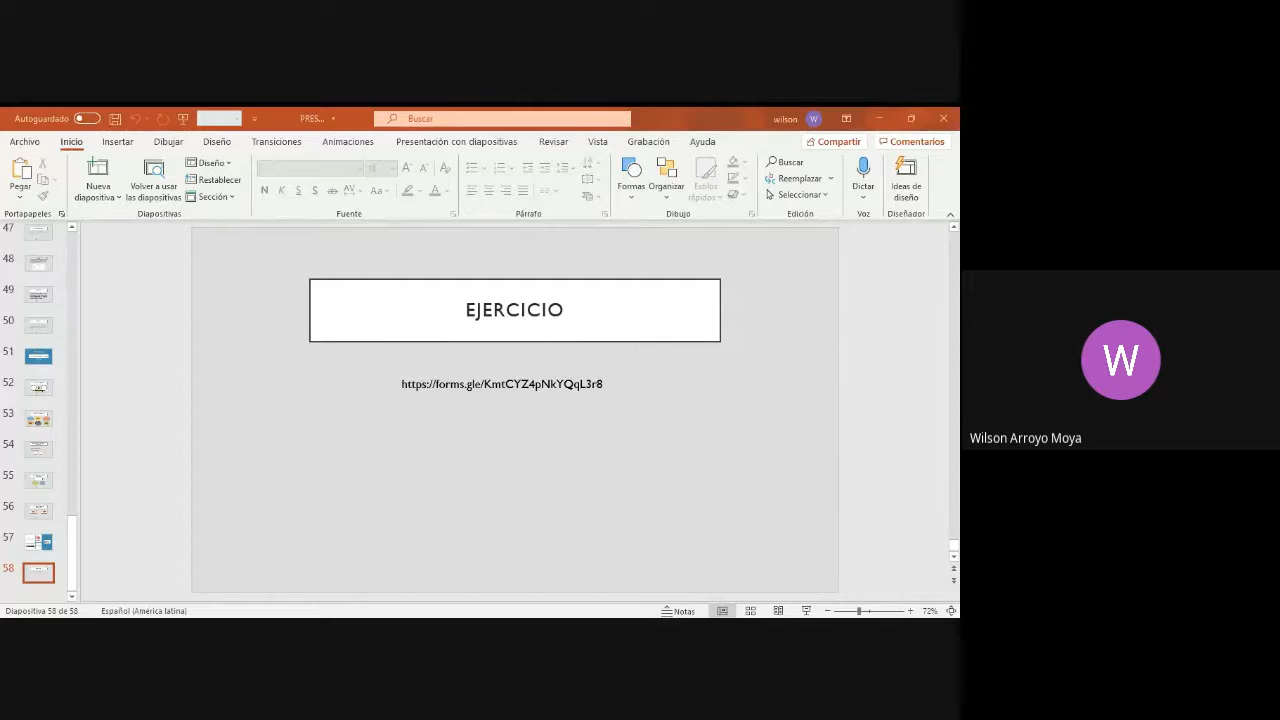 Autoguardado
PRES...
Buscar
wilson
W
Archivo
Inicio
Insertar
Dibujar
Diseño
Transiciones
Animaciones
Presentación con diapositivas
Revisar
Vista
Grabación
Ayuda
Compartir
Comentarios
Pegar
Nueva
diapositiva
Volver a usar
las diapositivas
Diseño
Restablecer
Sección
N
K
S
S
ab
AV
Aa
A
Formas
Organizar
Estilos
rápidos
Buscar
Reemplazar
Seleccionar
Dictar
Ideas de
diseño
Portapapeles
Diapositivas
Fuente
Párrafo
Dibujo
Edición
Voz
Diseñador
47
48
49
50
51
52
53
54
55
56
57
58
EJERCICIO
https://forms.gle/KmtCYZ4pNkYQqL3r8
W
Wilson Arroyo Moya
Diapositiva 58 de 58
Español (América latina)
Notas
72%